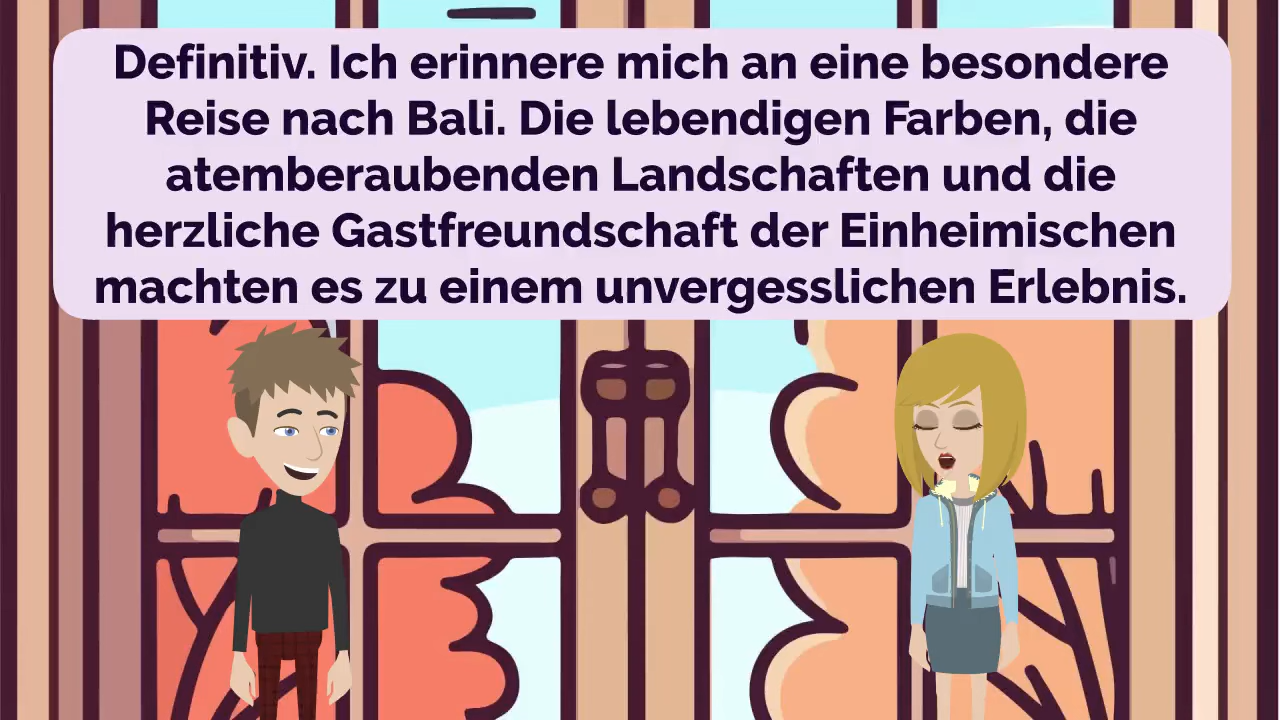 Definitiv. Ich erinnere mich an eine besondere
Reise nach Bali. Die lebendigen Farben, die
atemberaubenden Landschaften und die
herzliche Gastfreundschaft der Einheimischen
machten es zu einem unvergesslichen Erlebnis.